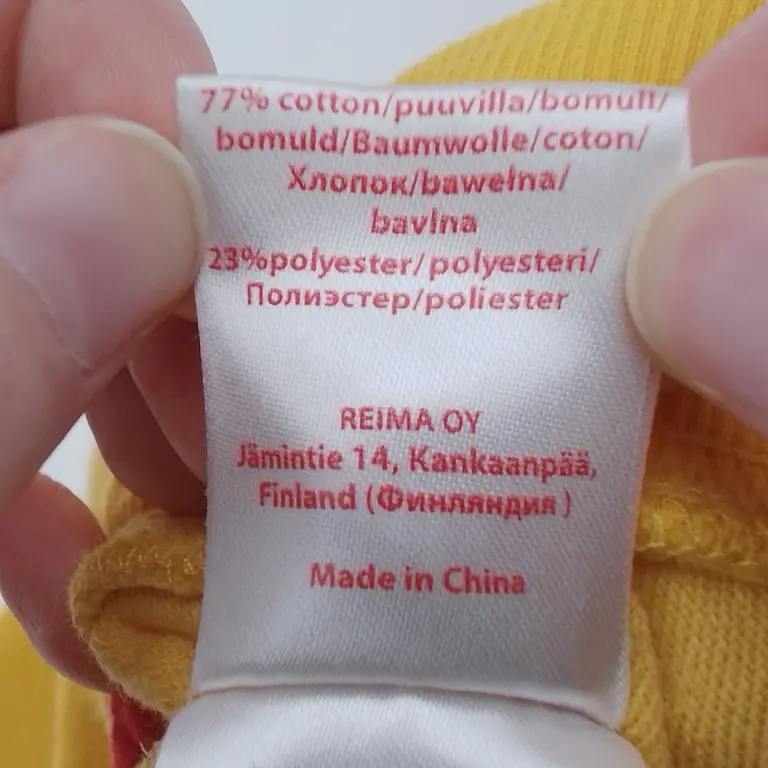 77% cotton/puuvilla/bomull/
bomuld/Baumwolle/coton/
Хлопок/bawełna/
bavlna
23%polyester/polyesteri/
Полиэстер/poliester
REIMA OY
Jämintie 14, Kankaanpää,
Finland (Финляндия)
Made in China